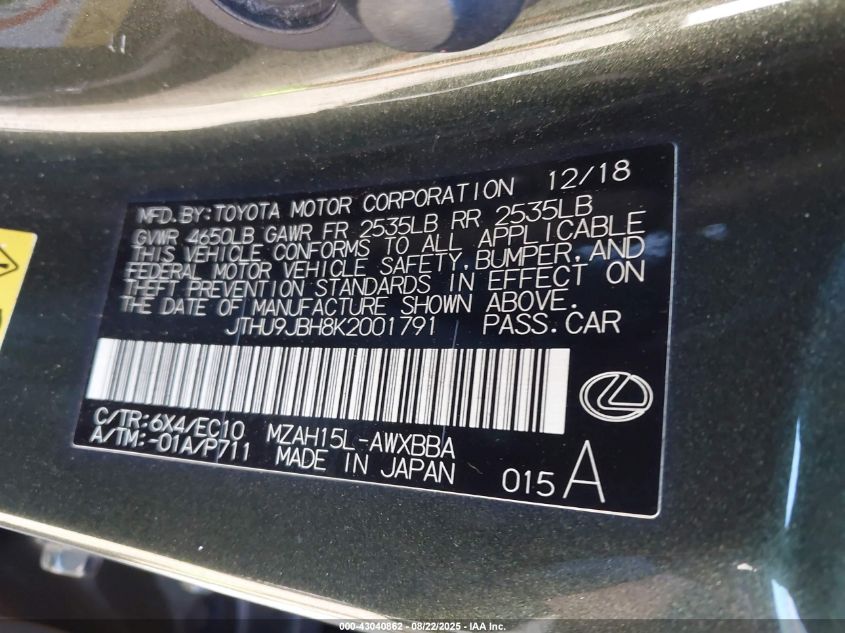 MFD.BY:TOYOTA MOTOR CORPORATION 12/18
GVWR 4650LB GAWR FR 2535LB RR 2535LB
THIS VEHICLE CONFORMS TO ALL APPLICABLE
FEDERAL MOTOR VEHICLE SAFETY,BUMPER,AND
THEFT PREVENTION STANDARDS IN EFFECT ON
THE DATE OF MANUFACTURE SHOWN ABOVE.
JTHU9JBH8K2001791 PASS.CAR
C/TR:6X4/EC10 MZAH15L-AWXBBA
A/TM:-01A/P711 MADE IN JAPAN
015 A
000-43040862 - 08/22/2025 - IAA Inc.